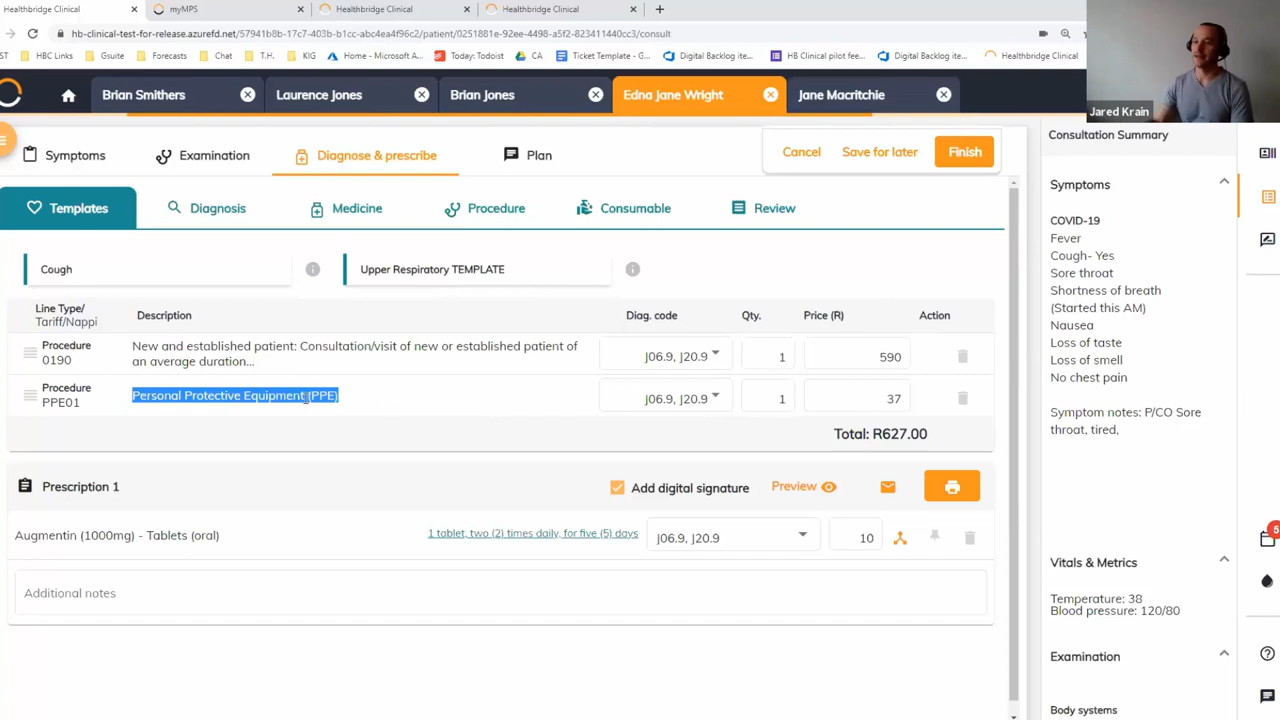 Healthbridge Clinical
myMPS
Healthbridge Clinical
Healthbridge Clinical
hb-clinical-test-for-release.azurefd.net/57941b8b-17c7-403b-b1cc-abc4ea4f96c2/patient/0251881e-92ee-4498-a5f2-823411440cc3/consult
ST
HBC Links
Gsuite
Forecasts
Chat
T.H.
KIG
Home - Microsoft A...
Today: Todoist
CA
Ticket Template - G...
Digital Backlog ite...
HB Clinical pilot fee...
Digital Backlog ite...
Healthbridge Clinical
Brian Smithers
Laurence Jones
Brian Jones
Edna Jane Wright
Jane Macritchie
Jared Krain
Symptoms
Examination
Diagnose & prescribe
Plan
Cancel
Save for later
Finish
Templates
Diagnosis
Medicine
Procedure
Consumable
Review
Cough
Upper Respiratory TEMPLATE
Line Type/
Tariff/Nappi
Description
Diag. code
Qty.
Price (R)
Action
Procedure
0190
New and established patient: Consultation/visit of new or established patient of
an average duration...
J06.9, J20.9
1
590
Procedure
PPE01
Personal Protective Equipment (PPE)
J06.9, J20.9
1
37
Total: R627.00
Prescription 1
Add digital signature
Preview
Augmentin (1000mg) - Tablets (oral)
1 tablet, two (2) times daily, for five (5) days
J06.9, J20.9
10
Additional notes
Consultation Summary
Symptoms
COVID-19
Fever
Cough- Yes
Sore throat
Shortness of breath
(Started this AM)
Nausea
Loss of taste
Loss of smell
No chest pain
Symptom notes: P/CO Sore
throat, tired,
5
Vitals & Metrics
Temperature: 38
Blood pressure: 120/80
Examination
Body systems